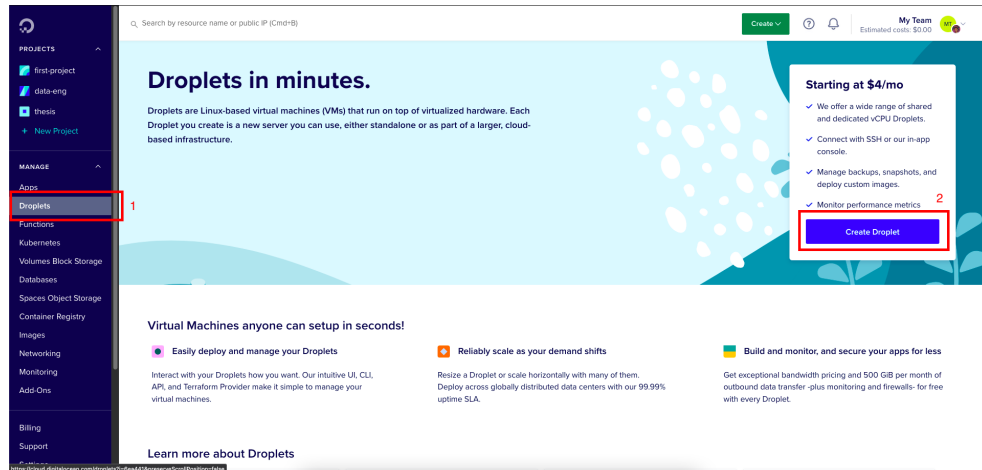 Search by resource name or public IP (Cmd+B)
Create
?
My Team
Estimated costs: $0.00
MT
PROJECTS
first-project
data-eng
thesis
+ New Project
MANAGE
Apps
Droplets
1
Functions
Kubernetes
Volumes Block Storage
Databases
Spaces Object Storage
Container Registry
Images
Networking
Monitoring
Add-Ons
Billing
Support
Settings
Droplets in minutes.
Droplets are Linux-based virtual machines (VMs) that run on top of virtualized hardware. Each
Droplet you create is a new server you can use, either standalone or as part of a larger, cloud-
based infrastructure.
Starting at $4/mo
We offer a wide range of shared
and dedicated vCPU Droplets.
Connect with SSH or our in-app
console.
Manage backups, snapshots, and
deploy custom images.
Monitor performance metrics
2
Create Droplet
Virtual Machines anyone can setup in seconds!
Easily deploy and manage your Droplets
Interact with your Droplets how you want. Our intuitive UI, CLI,
API, and Terraform Provider make it simple to manage your
virtual machines.
Reliably scale as your demand shifts
Resize a Droplet or scale horizontally with many of them.
Deploy across globally distributed data centers with our 99.99%
uptime SLA.
Build and monitor, and secure your apps for less
Get exceptional bandwidth pricing and 500 GiB per month of
outbound data transfer -plus monitoring and firewalls- for free
with every Droplet.
Learn more about Droplets